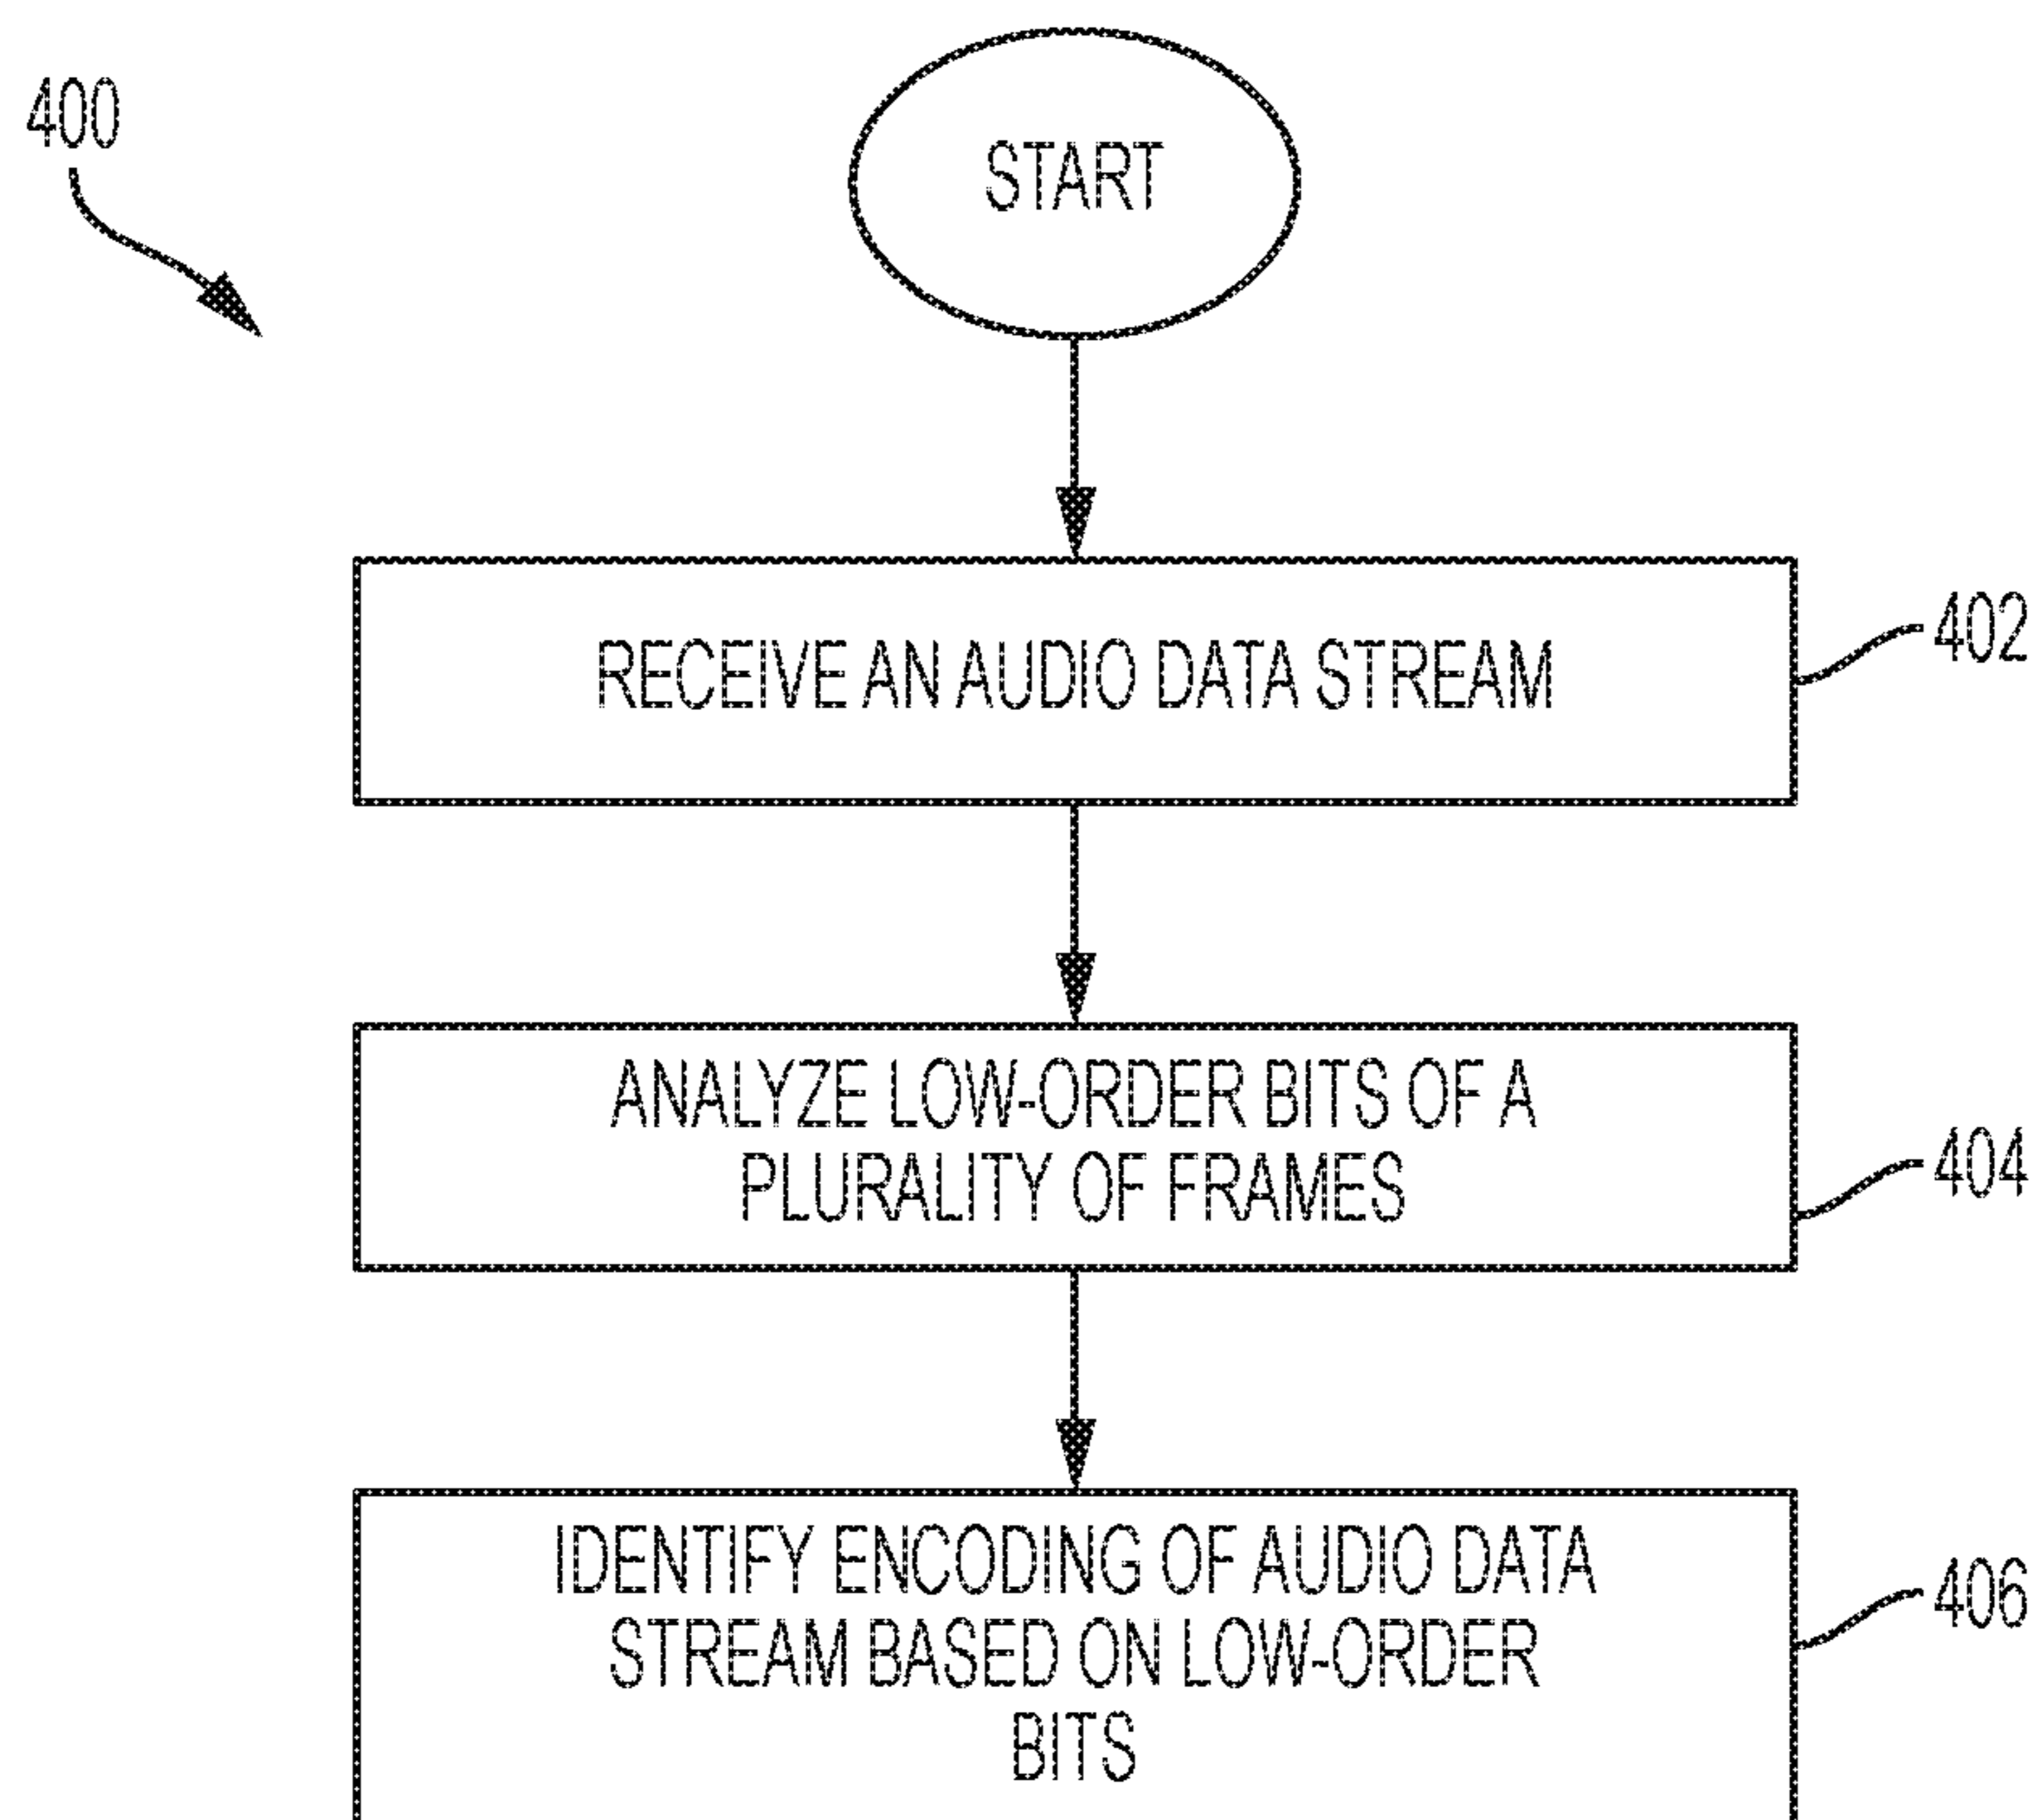 400
START
RECEIVE AN AUDIO DATA STREAM
402
ANALYZE LOW-ORDER BITS OF A
PLURALITY OF FRAMES
404
IDENTIFY ENCODING OF AUDIO DATA
STREAM BASED ON LOW-ORDER
BITS
406